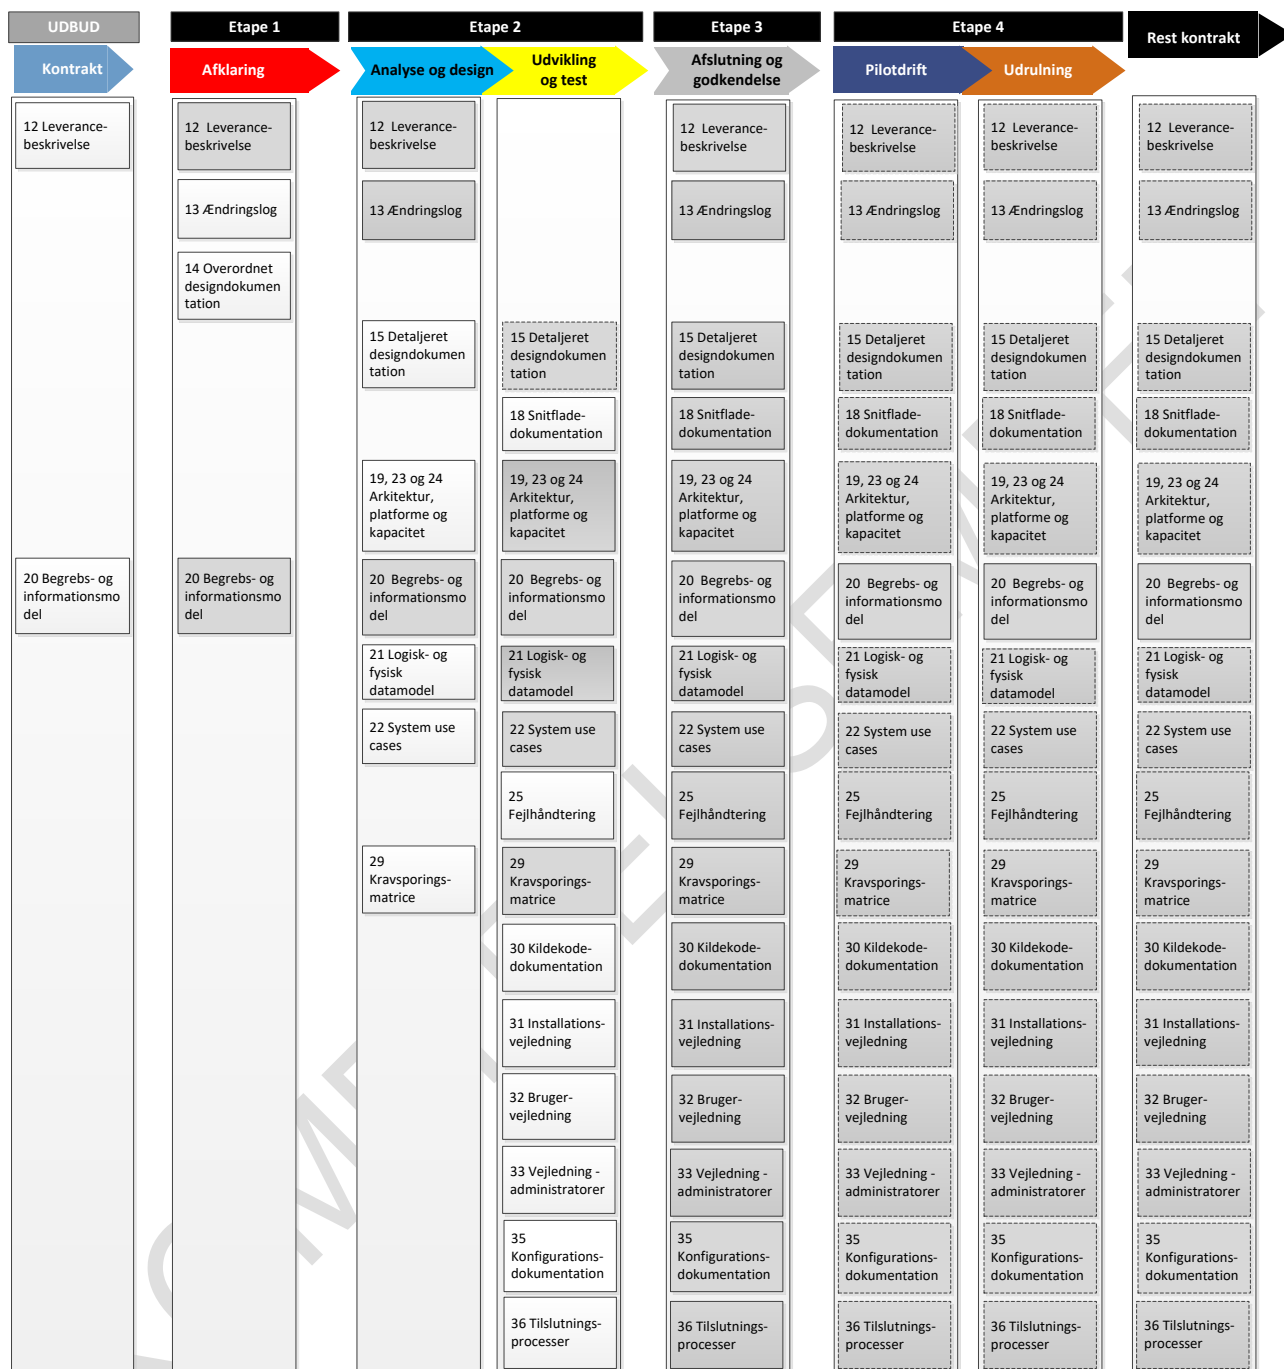 UDBUD
Etape 1
Etape 2
Etape 3
Etape 4
Rest kontrakt
Kontrakt
Afklaring
Analyse og design
Udvikling
og test
Afslutning og
godkendelse
Pilotdrift
Udrulning
12 Leverance-
beskrivelse
20 Begrebs- og
informationsmo
del
12 Leverance-
beskrivelse
13 Ændringslog
14 Overordnet
designdokumen
tation
20 Begrebs- og
informationsmo
del
12 Leverance-
beskrivelse
13 Ændringslog
15 Detaljeret
designdokumen
tation
19, 23 og 24
Arkitektur,
platforme og
kapacitet
20 Begrebs- og
informationsmo
del
21 Logisk- og
fysisk
datamodel
22 System use
cases
29
Kravsporings-
matrice
15 Detaljeret
designdokumen
tation
18 Snitflade-
dokumentation
19, 23 og 24
Arkitektur,
platforme og
kapacitet
20 Begrebs- og
informationsmo
del
21 Logisk- og
fysisk
datamodel
22 System use
cases
25
Fejlhåndtering
29
Kravsporings-
matrice
30 Kildekode-
dokumentation
31 Installations-
vejledning
32 Bruger-
vejledning
33 Vejledning -
administratorer
35
Konfigurations-
dokumentation
36 Tilslutnings-
processer
12 Leverance-
beskrivelse
13 Ændringslog
15 Detaljeret
designdokumen
tation
18 Snitflade-
dokumentation
19, 23 og 24
Arkitektur,
platforme og
kapacitet
20 Begrebs- og
informationsmo
del
21 Logisk- og
fysisk
datamodel
22 System use
cases
25
Fejlhåndtering
29
Kravsporings-
matrice
30 Kildekode-
dokumentation
31 Installations-
vejledning
32 Bruger-
vejledning
33 Vejledning -
administratorer
35
Konfigurations-
dokumentation
36 Tilslutnings-
processer
12 Leverance-
beskrivelse
13 Ændringslog
15 Detaljeret
designdokumen
tation
18 Snitflade-
dokumentation
19, 23 og 24
Arkitektur,
platforme og
kapacitet
20 Begrebs- og
informationsmo
del
21 Logisk- og
fysisk
datamodel
22 System use
cases
25
Fejlhåndtering
29
Kravsporings-
matrice
30 Kildekode-
dokumentation
31 Installations-
vejledning
32 Bruger-
vejledning
33 Vejledning -
administratorer
35
Konfigurations-
dokumentation
36 Tilslutnings-
processer
12 Leverance-
beskrivelse
13 Ændringslog
15 Detaljeret
designdokumen
tation
18 Snitflade-
dokumentation
19, 23 og 24
Arkitektur,
platforme og
kapacitet
20 Begrebs- og
informationsmo
del
21 Logisk- og
fysisk
datamodel
22 System use
cases
25
Fejlhåndtering
29
Kravsporings-
matrice
30 Kildekode-
dokumentation
31 Installations-
vejledning
32 Bruger-
vejledning
33 Vejledning -
administratorer
35
Konfigurations-
dokumentation
36 Tilslutnings-
processer
12 Leverance-
beskrivelse
13 Ændringslog
15 Detaljeret
designdokumen
tation
18 Snitflade-
dokumentation
19, 23 og 24
Arkitektur,
platforme og
kapacitet
20 Begrebs- og
informationsmo
del
21 Logisk- og
fysisk
datamodel
22 System use
cases
25
Fejlhåndtering
29
Kravsporings-
matrice
30 Kildekode-
dokumentation
31 Installations-
vejledning
32 Bruger-
vejledning
33 Vejledning -
administratorer
35
Konfigurations-
dokumentation
36 Tilslutnings-
processer